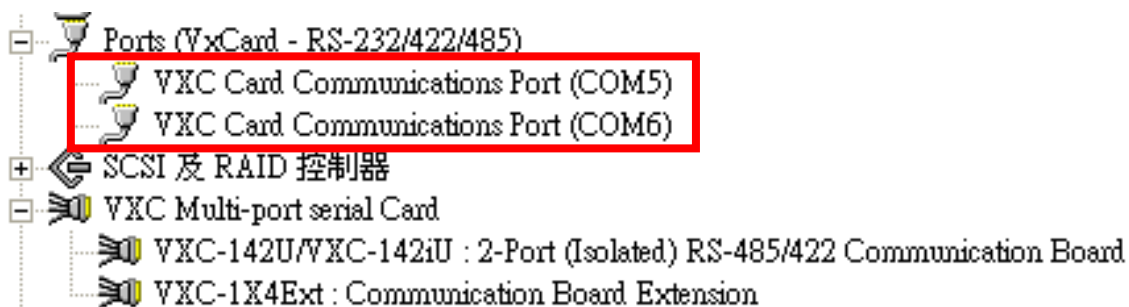 Ports (VxCard - RS-232/422/485)
VXC Card Communications Port (COM5)
VXC Card Communications Port (COM6)
SCSI 及 RAID 控制器
VXC Multi-port serial Card
VXC-142U/VXC-142iU : 2-Port (Isolated) RS-485/422 Communication Board
VXC-1X4Ext : Communication Board Extension